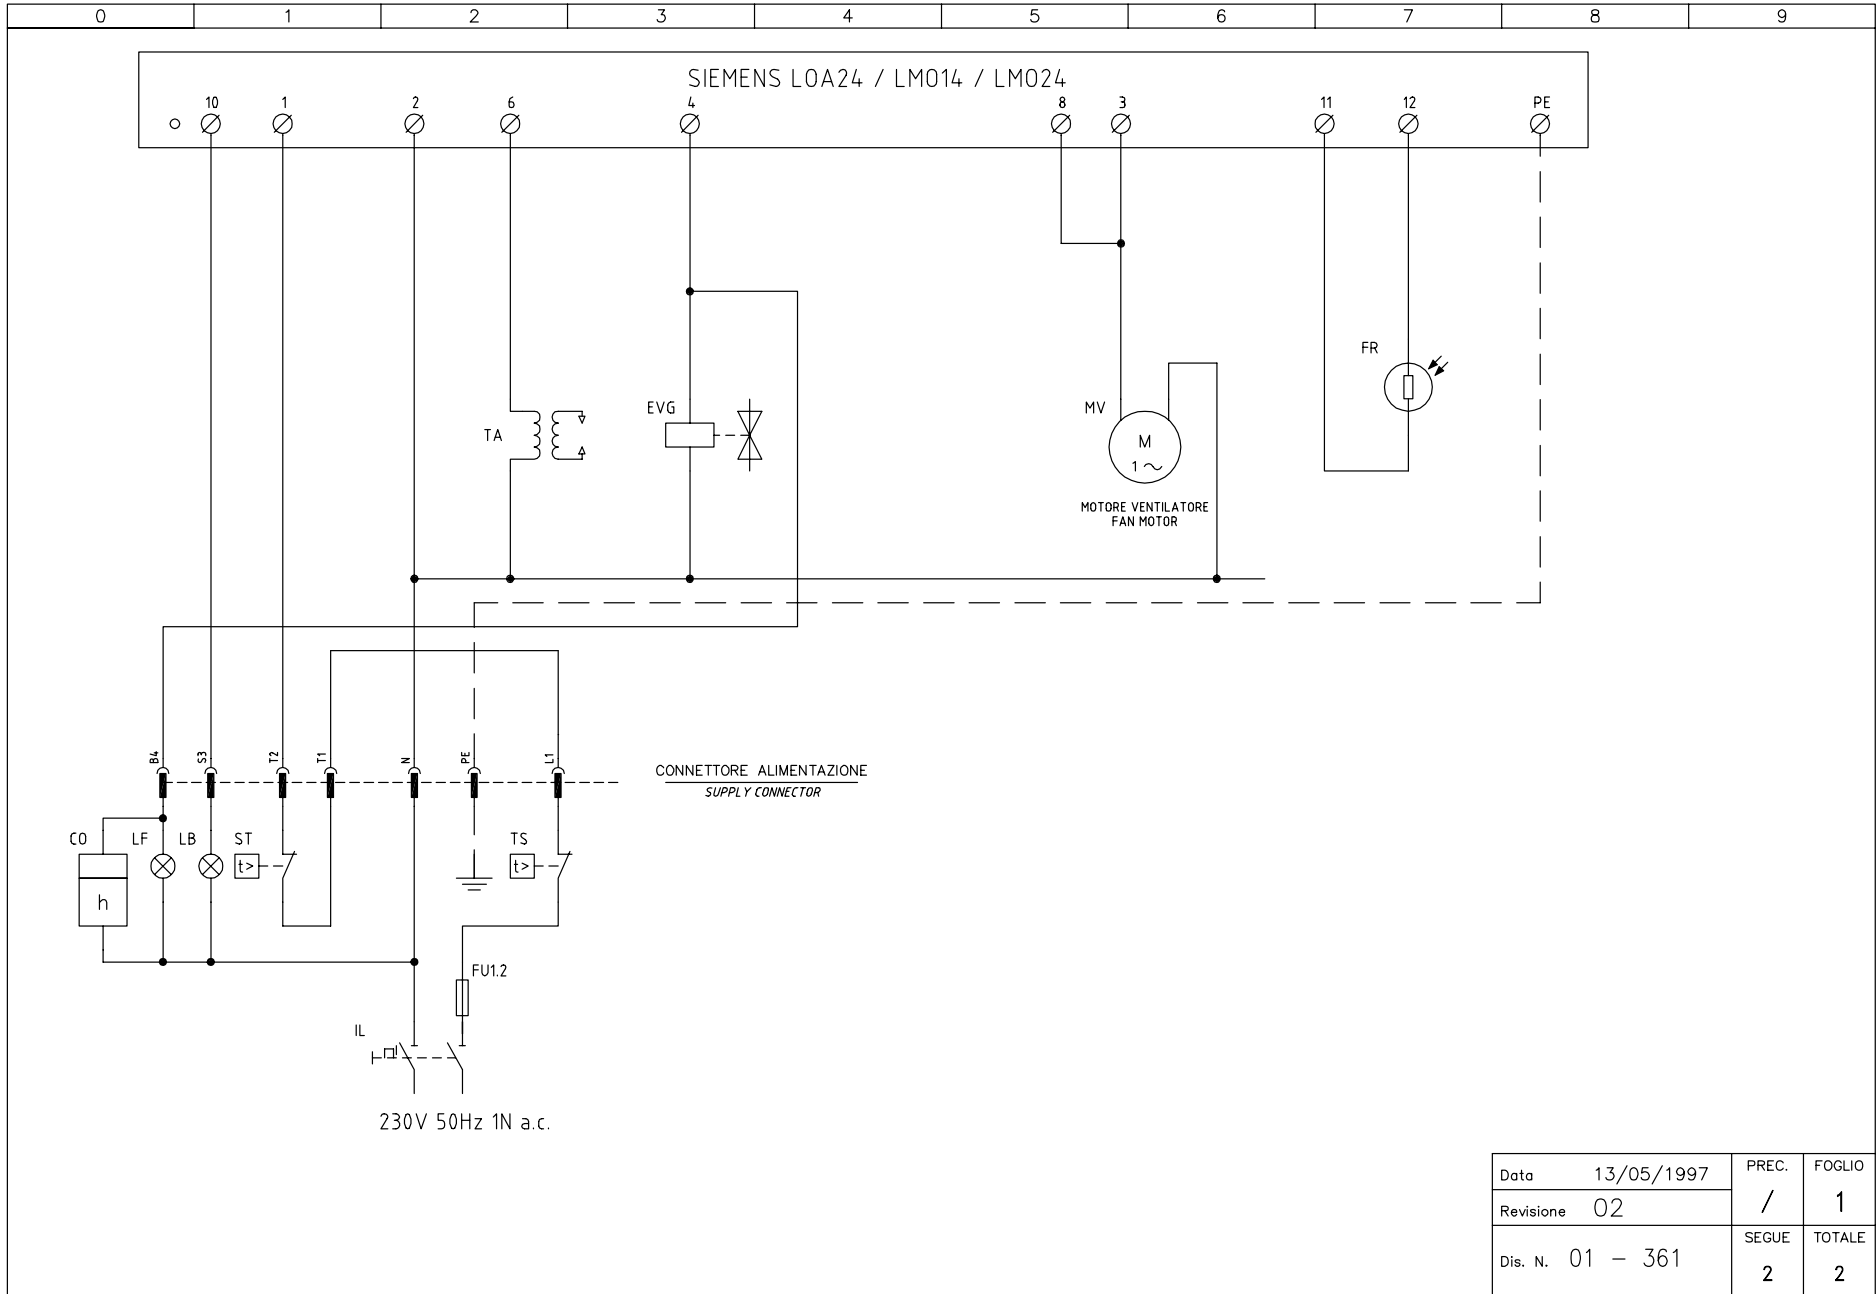 0 1 2 3 4 5 6 7 8 9
SIEMENS LOA24 / LMO14 / LMO24
10 1 2 6 4 8 3 11 12 PE
FR
EVG
MV
TA
M
1~
MOTORE VENTILATORE
FAN MOTOR
B4 S3 T2 T1 N PE L1
CONNETTORE ALIMENTAZIONE
SUPPLY CONNECTOR
CO LF LB ST TS
t> t>
h
FU1.2
IL
230V 50Hz 1N a.c.
Data 13/05/1997
Revisione 02
Dis. N. 01 - 361
PREC. FOGLIO
/ 1
SEGUE TOTALE
2 2